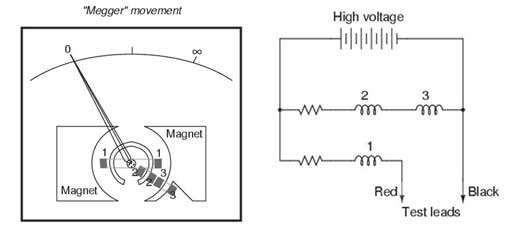 "Megger" movement
0
∞
Magnet
1
1
2
2
3
3
Magnet
High voltage
2
3
1
Red
Black
Test leads